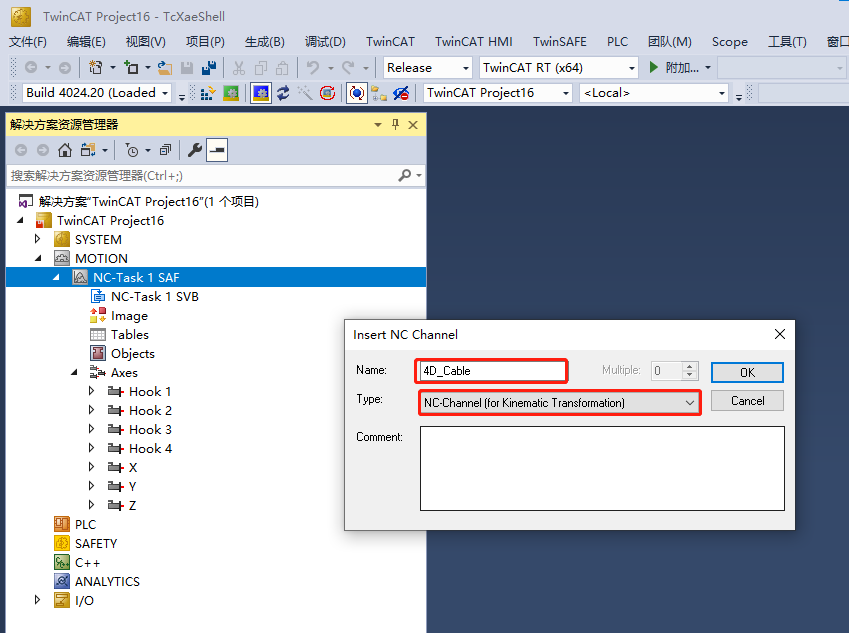 TwinCAT Project16 - TcXaeShell
文件(F) 编辑(E) 视图(V) 项目(P) 生成(B) 调试(D) TwinCAT TwinCAT HMI TwinSAFE PLC 团队(M) Scope 工具(T) 窗口
Release TwinCAT RT (x64) 附加...
Build 4024.20 (Loaded TwinCAT Project16 <Local>
解决方案资源管理器
搜索解决方案资源管理器(Ctrl+;)
解决方案"TwinCAT Project16"(1 个项目)
TwinCAT Project16
SYSTEM
MOTION
NC-Task 1 SAF
NC-Task 1 SVB
Image
Tables
Objects
Axes
Hook 1
Hook 2
Hook 3
Hook 4
X
Y
Z
PLC
SAFETY
C++
ANALYTICS
I/O
Insert NC Channel
Name: 4D_Cable Multiple: 0 OK
Type: NC-Channel (for Kinematic Transformation) Cancel
Comment: